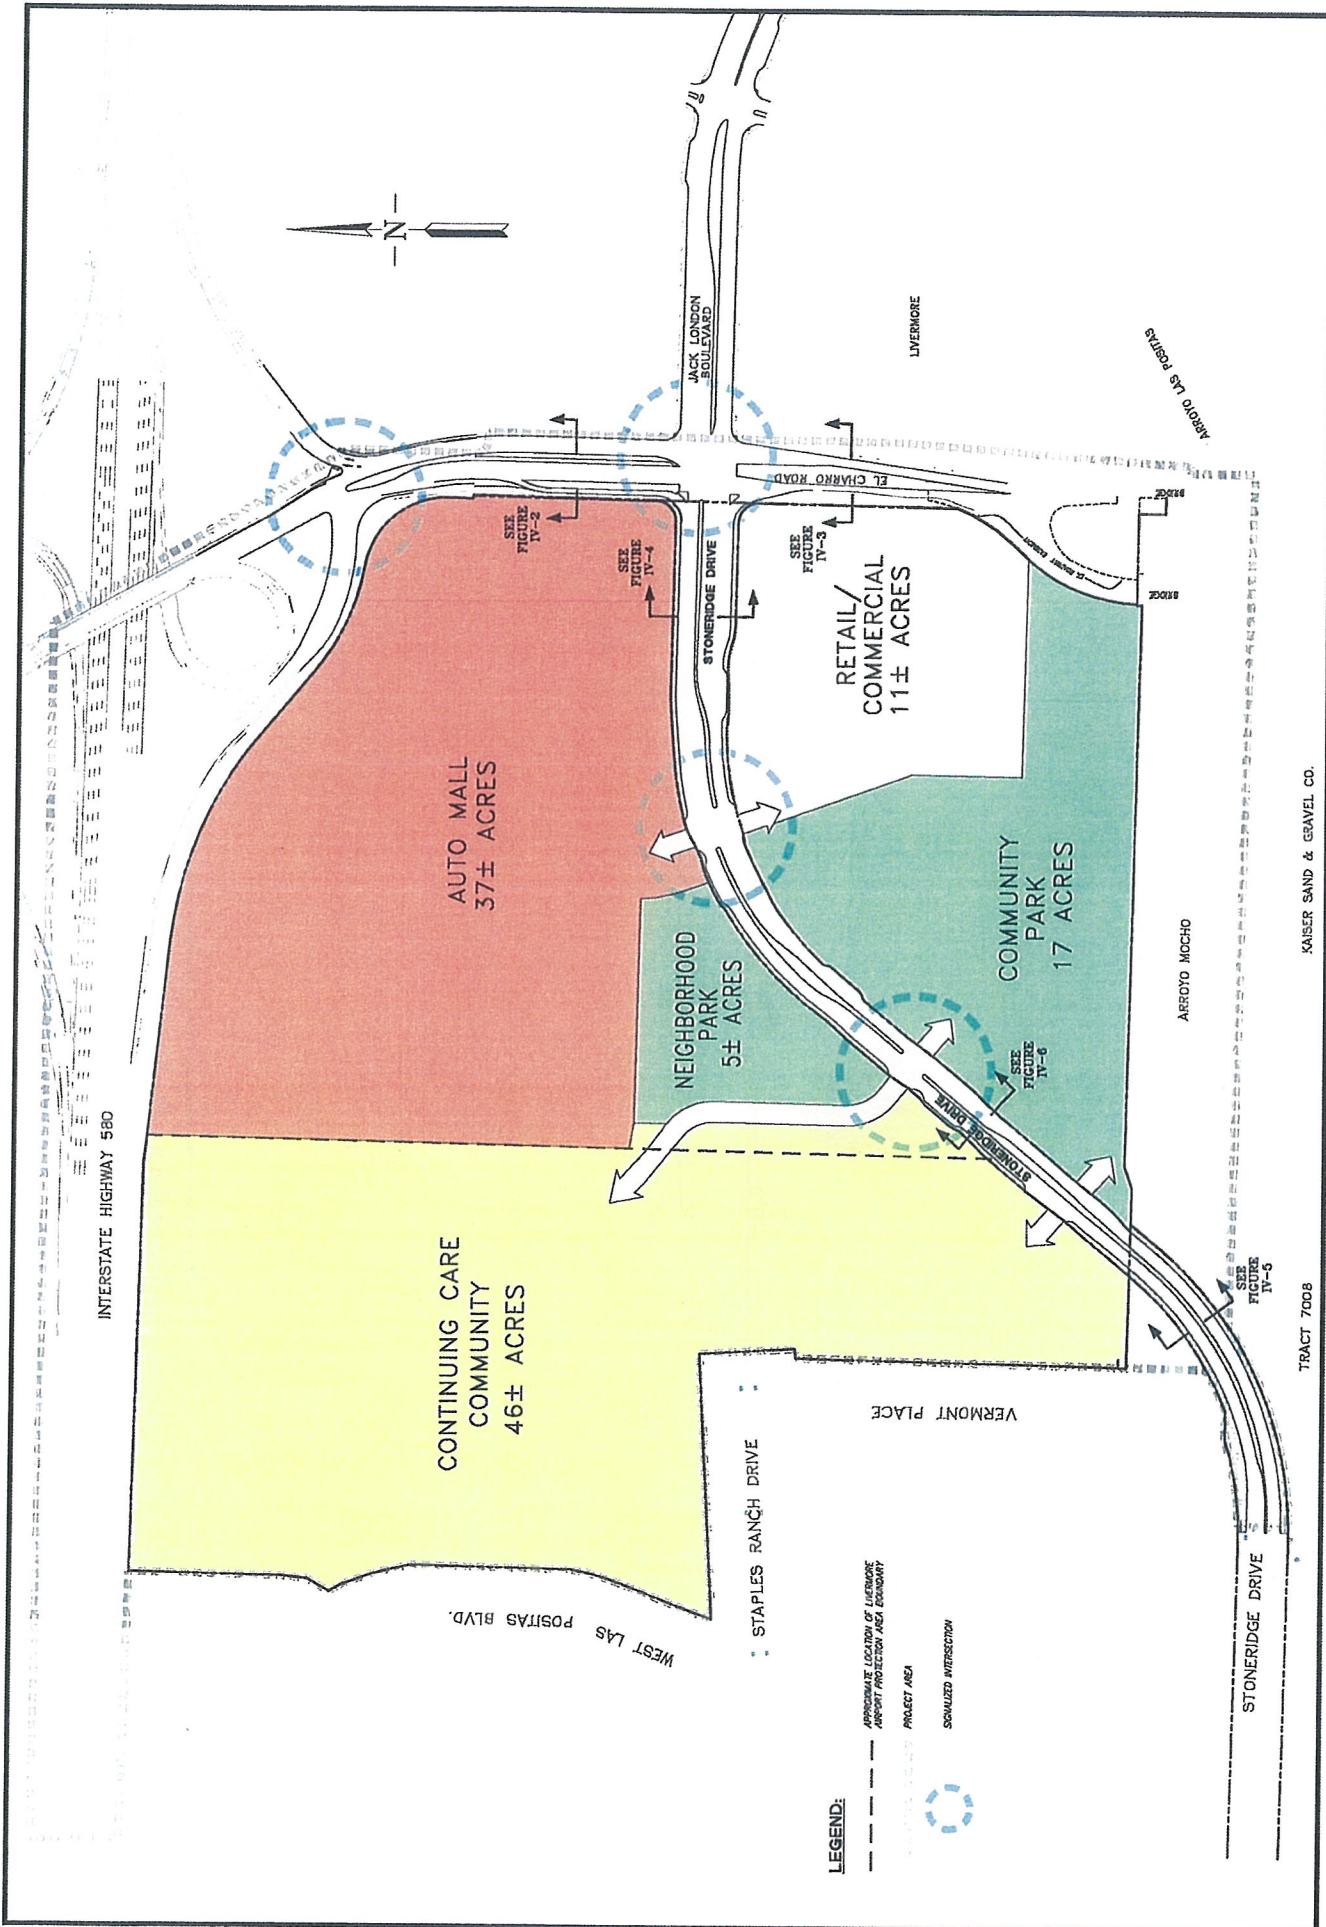 INTERSTATE HIGHWAY 580
-N-
SEE
FIGURE
IV-2
SEE
FIGURE
IV-4
JACK LONDON
BOULEVARD
EL CHARRO ROAD
SEE
FIGURE
IV-3
LIVERMORE
ARROYO LAS POSITAS
BRIDGE
BRIDGE
AUTO MALL
37± ACRES
STONERIDGE DRIVE
RETAIL/
COMMERCIAL
11± ACRES
CONTINUING CARE
COMMUNITY
46± ACRES
NEIGHBORHOOD
PARK
5± ACRES
COMMUNITY
PARK
17 ACRES
STONERIDGE DRIVE
SEE
FIGURE
IV-6
ARROYO MOCHO
KAISER SAND & GRAVEL CO.
WEST LAS POSITAS BLVD.
STAPLES RANCH DRIVE
VERMONT PLACE
SEE
FIGURE
IV-5
TRACT 7008
STONERIDGE DRIVE
LEGEND:
APPROXIMATE LOCATION OF LIVERMORE
AIRPORT PROTECTION AREA BOUNDARY
PROJECT AREA
SIGNALIZED INTERSECTION